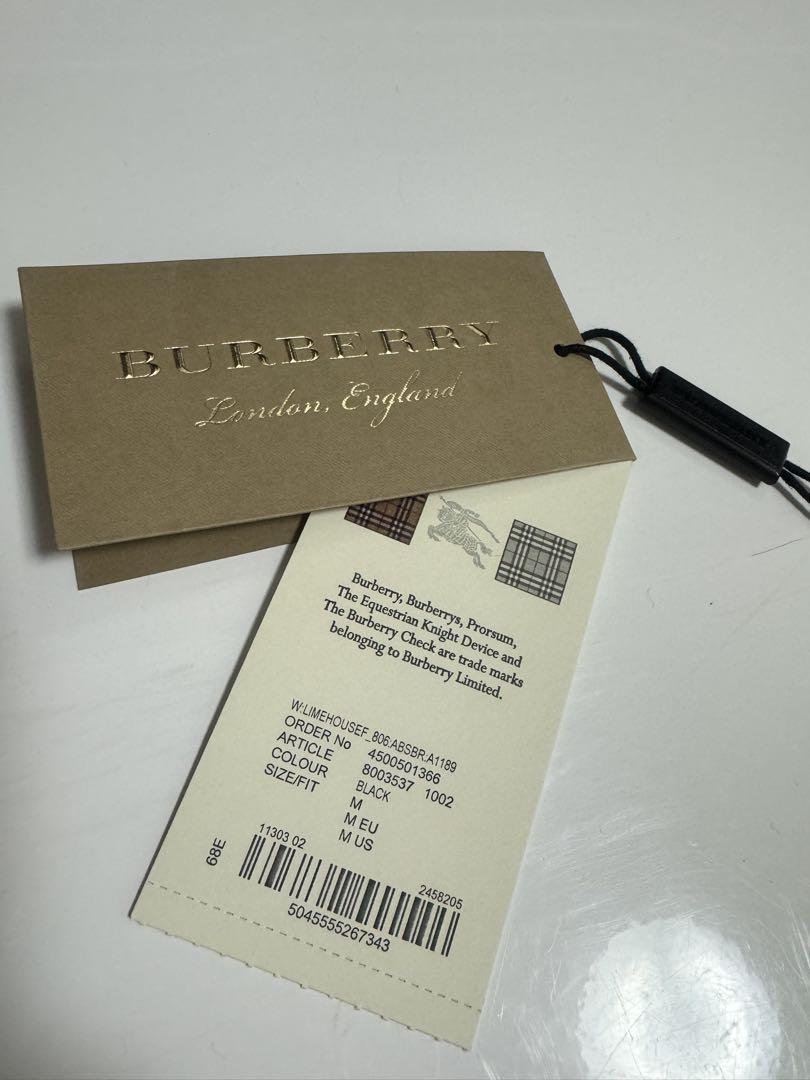 BURBERRY
London, England
Burberry, Burberrys, Prorsum,
The Equestrian Knight Device and
The Burberry Check are trade marks
belonging to Burberry Limited.
W:LIMEHOUSEF_806:ABSBR:A1189
ORDER No 4500501366
ARTICLE 8003537 1002
COLOUR BLACK
SIZE/FIT M
M EU
M US
68E
11303 02
2458205
5045555267343